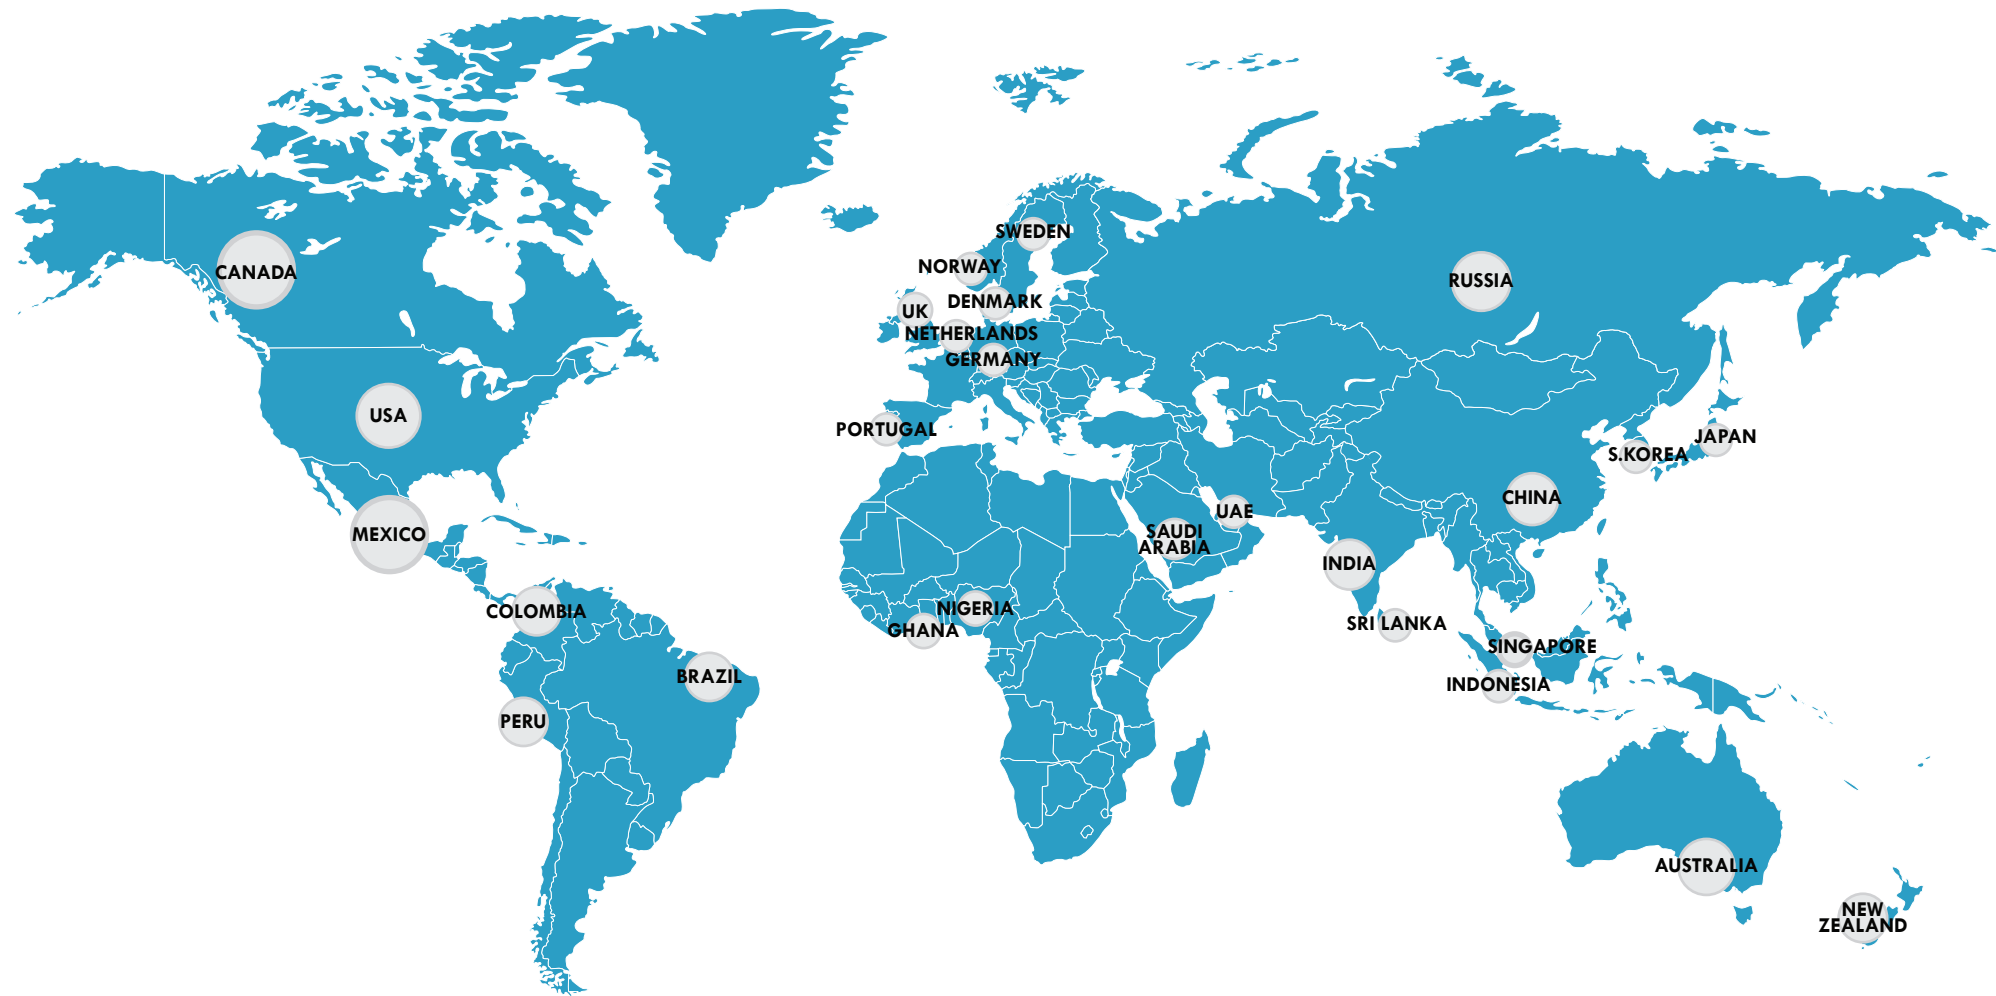 SWEDEN
NORWAY
CANADA
RUSSIA
DENMARK
UK
NETHERLANDS
GERMANY
USA
PORTUGAL
JAPAN
S.KOREA
CHINA
UAE
MEXICO
SAUDI
ARABIA
INDIA
COLOMBIA
NIGERIA
GHANA
SRI LANKA
SINGAPORE
BRAZIL
INDONESIA
PERU
AUSTRALIA
NEW
ZEALAND